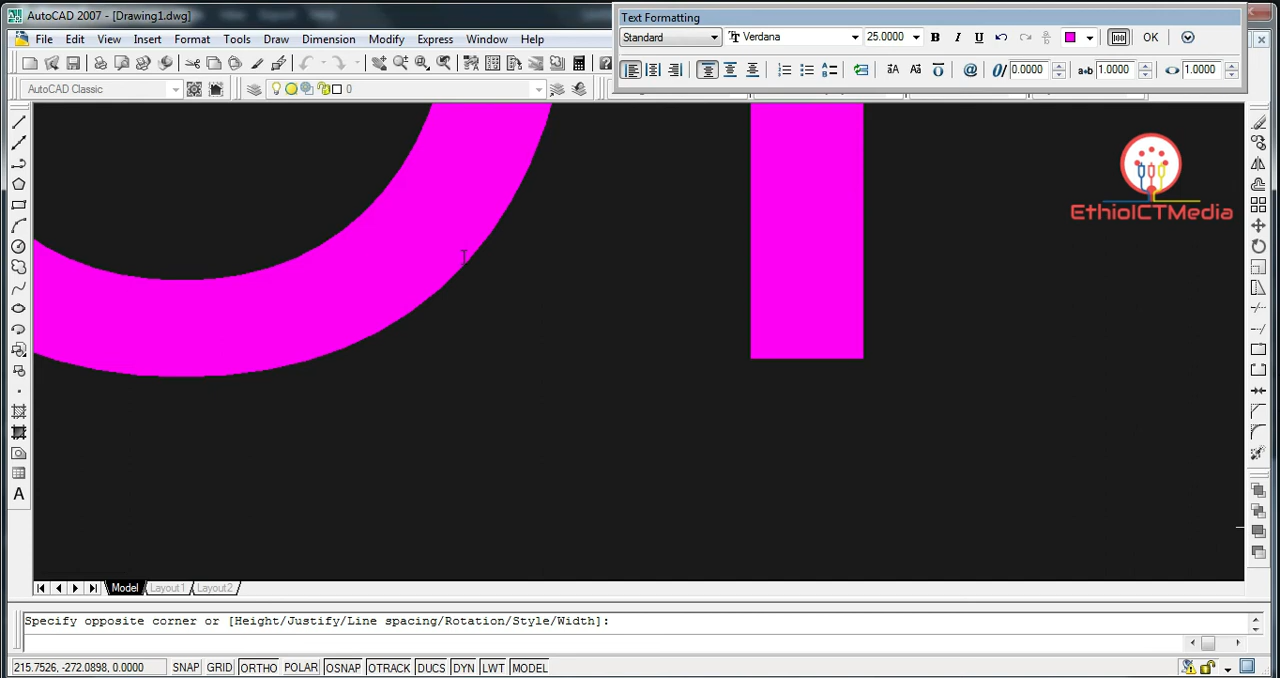 AutoCAD 2007 - [Drawing1.dwg]
Text Formatting
File Edit View Insert Format Tools Draw Dimension Modify Express Window Help
Standard Verdana 25.0000 B I U OK
0.0000 a+b 1.0000 1.0000
AutoCAD Classic 0
EthioICTMedia
A
Model Layout1 Layout2
Specify opposite corner or [Height/Justify/Line spacing/Rotation/Style/Width]:
215.7526, -272.0898, 0.0000 SNAP GRID ORTHO POLAR OSNAP OTRACK DUCS DYN LWT MODEL